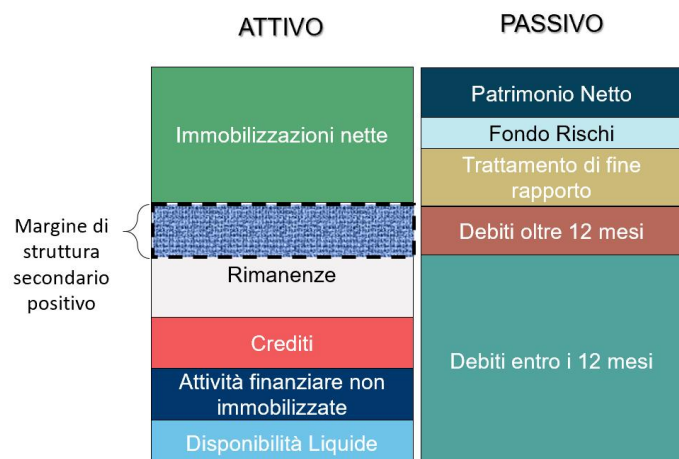 ATTIVO
PASSIVO
Immobilizzazioni nette
Patrimonio Netto
Fondo Rischi
Trattamento di fine
rapporto
Margine di
struttura
secondario
positivo
Debiti oltre 12 mesi
Rimanenze
Crediti
Debiti entro i 12 mesi
Attività finanziare non
immobilizzate
Disponibilità Liquide